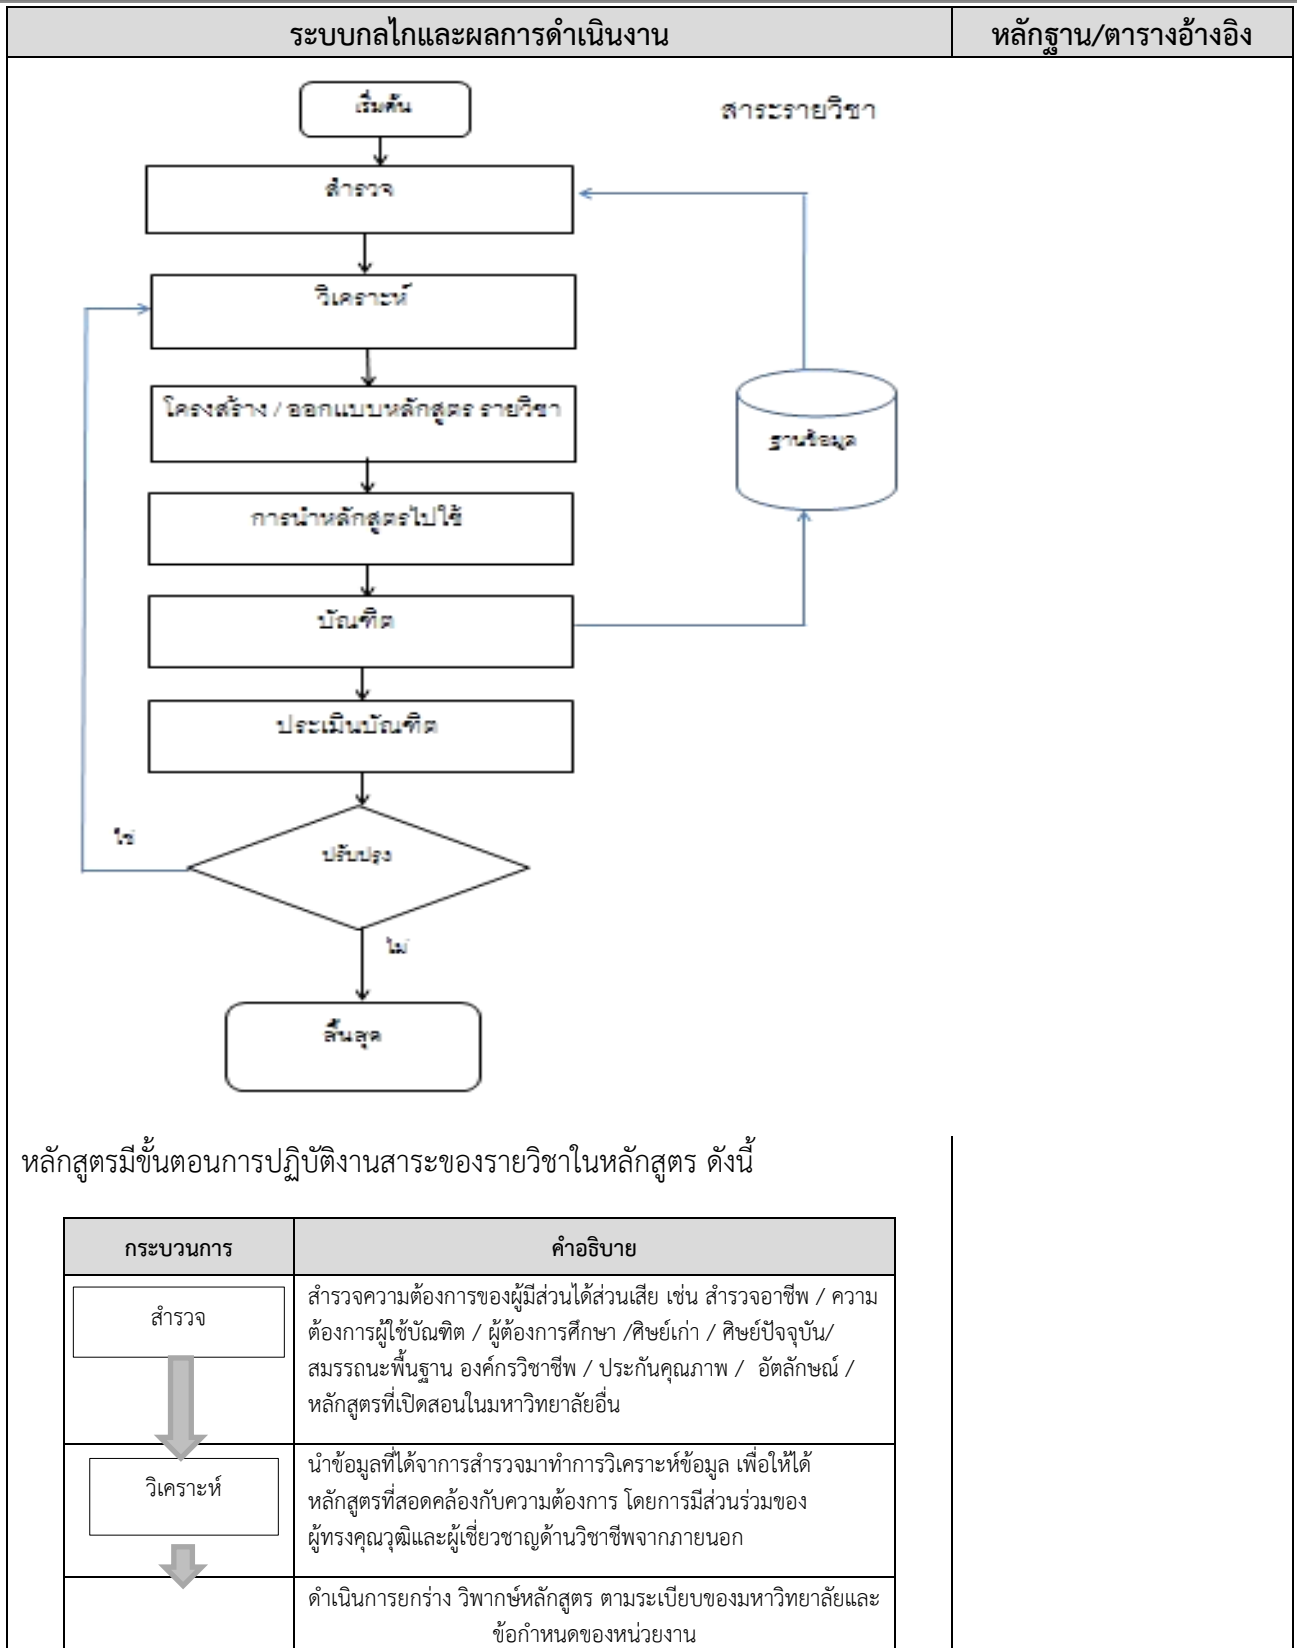 ระบบกลไกและผลการดำเนินงาน
หลักฐาน/ตารางอ้างอิง
เริ่มต้น
สาระรายวิชา
สำรวจ
วิเคราะห์
โครงสร้าง / ออกแบบหลักสูตร รายวิชา
ฐานข้อมูล
การนำหลักสูตรไปใช้
บัณฑิต
ประเมินบัณฑิต
ใช่
ปรับปรุง
ไม่
สิ้นสุด
หลักสูตรมีขั้นตอนการปฏิบัติงานสาระของรายวิชาในหลักสูตร ดังนี้
กระบวนการ
คำอธิบาย
สำรวจ
สำรวจความต้องการของผู้มีส่วนได้ส่วนเสีย เช่น สำรวจอาชีพ / ความ
ต้องการผู้ใช้บัณฑิต / ผู้ต้องการศึกษา /ศิษย์เก่า / ศิษย์ปัจจุบัน/
สมรรถนะพื้นฐาน องค์กรวิชาชีพ / ประกันคุณภาพ / อัตลักษณ์ /
หลักสูตรที่เปิดสอนในมหาวิทยาลัยอื่น
วิเคราะห์
นำข้อมูลที่ได้จาการสำรวจมาทำการวิเคราะห์ข้อมูล เพื่อให้ได้
หลักสูตรที่สอดคล้องกับความต้องการ โดยการมีส่วนร่วมของ
ผู้ทรงคุณวุฒิและผู้เชี่ยวชาญด้านวิชาชีพจากภายนอก
ดำเนินการยกร่าง วิพากษ์หลักสูตร ตามระเบียบของมหาวิทยาลัยและ
ข้อกำหนดของหน่วยงาน